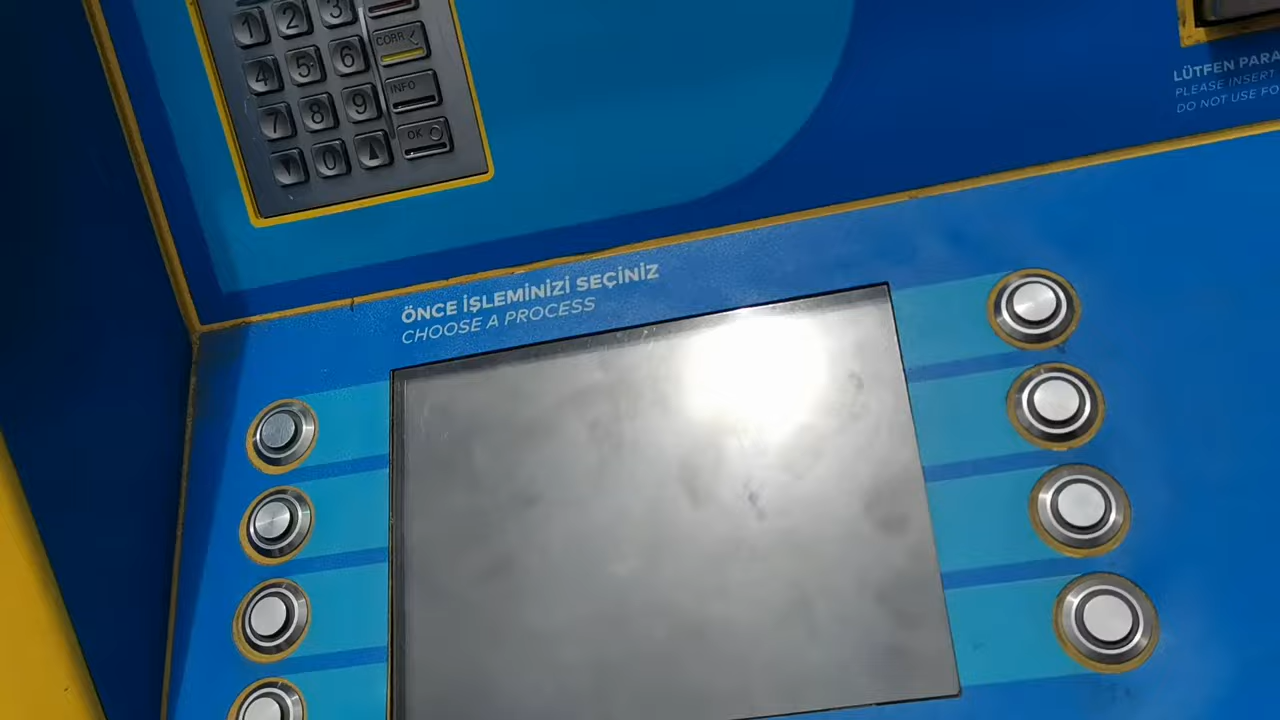 1 2 3
4 5 6 CORR
7 8 9 INFO
0 OK
LÜTFEN PARA
PLEASE INSERT
DO NOT USE FO
ÖNCE İŞLEMİNİZİ SEÇİNİZ
CHOOSE A PROCESS